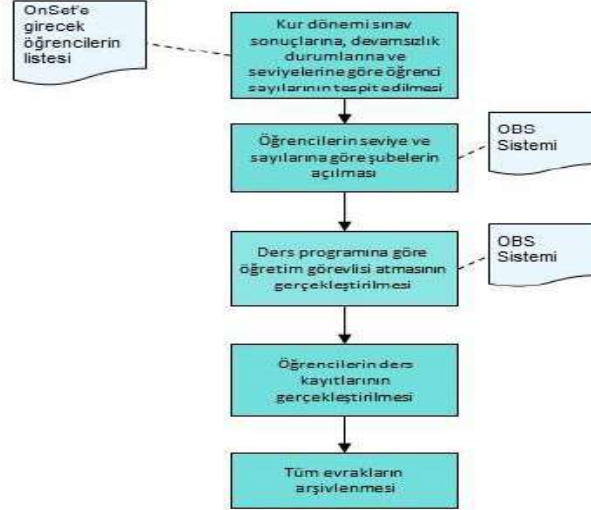 OnSet'e
girecek
öğrencilerin
listesi
Kur dönemi sınav
sonuçlarına, devamsızlık
durumlarına ve
seviyelerine göre öğrenci
sayılarının tespit edilmesi
Öğrencilerin seviye ve
sayılarına göre şubelerin
açılması
OBS
Sistemi
Ders programına göre
öğretim görevlisi atmasının
gerçekleştirilmesi
OBS
Sistemi
Öğrencilerin ders
kayıtlarının
gerçekleştirilmesi
Tüm evrakların
arşivlenmesi